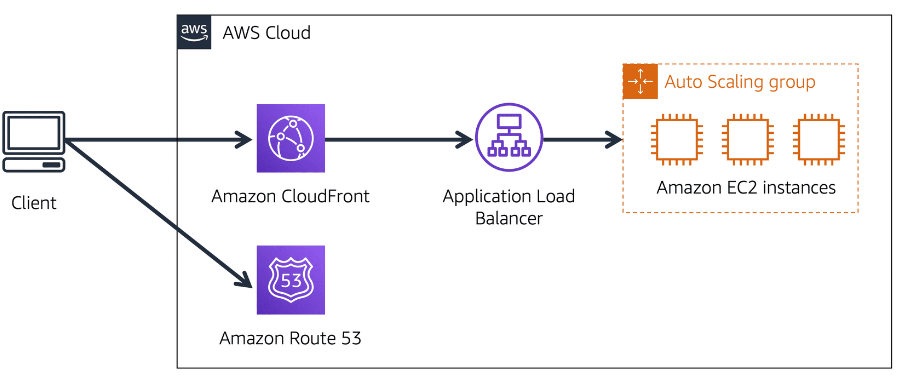 aws
AWS Cloud
Auto Scaling group
Amazon EC2 instances
Client
Amazon CloudFront
Application Load
Balancer
53
Amazon Route 53